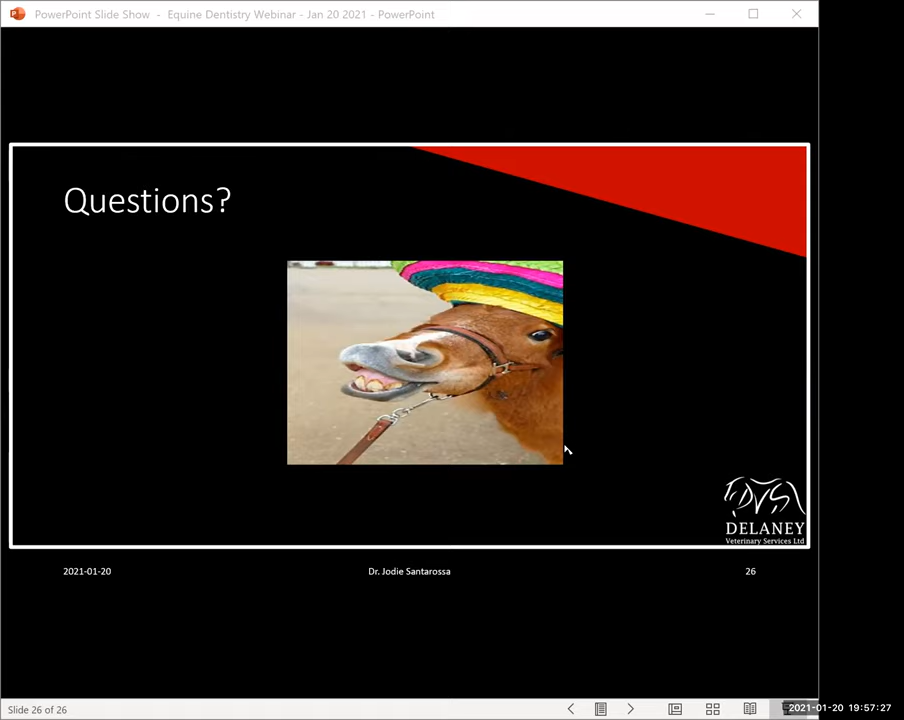 PowerPoint Slide Show - Equine Dentistry Webinar - Jan 20 2021 - PowerPoint
Questions?
DVS
DELANEY
Veterinary Services Ltd
2021-01-20
Dr. Jodie Santarossa
26
Slide 26 of 26
2021-01-20 19:57:27